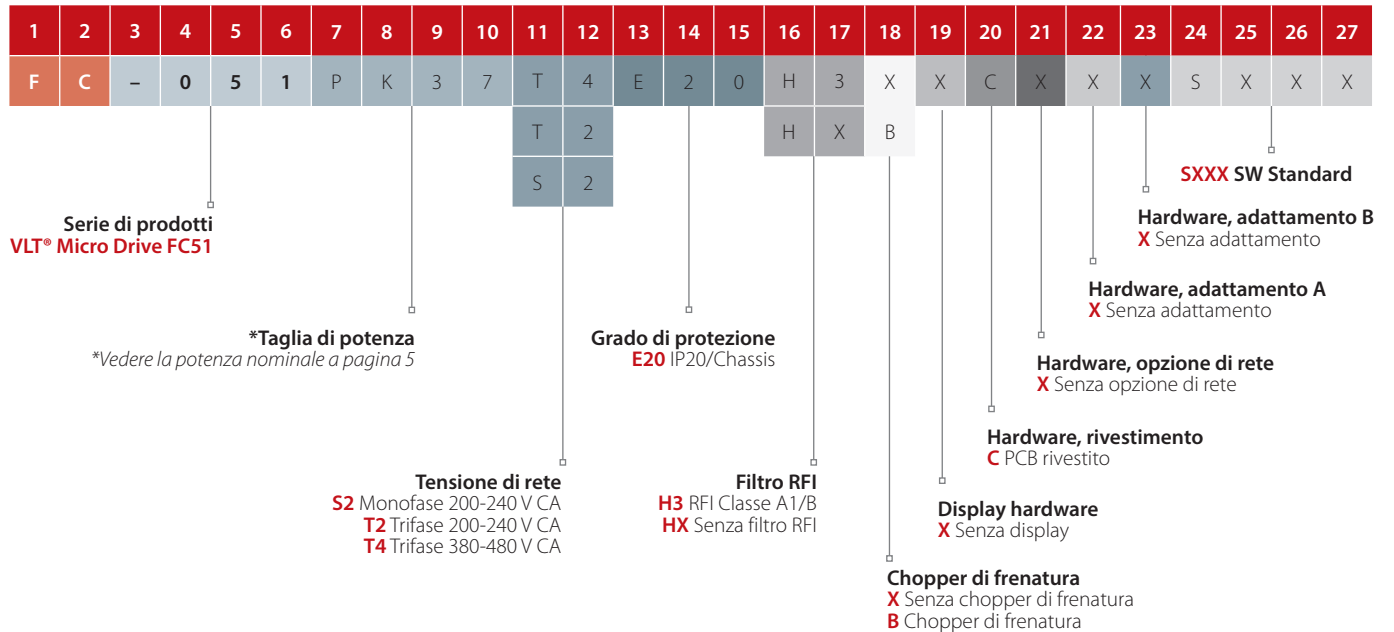 1 2 3 4 5 6 7 8 9 10 11 12 13 14 15 16 17 18 19 20 21 22 23 24 25 26 27
F C – 0 5 1 P K 3 7 T 4 E 2 0 H 3 X X C X X X S X X X
T 2 H X B
S 2
Serie di prodotti
VLT® Micro Drive FC51
*Taglia di potenza
*Vedere la potenza nominale a pagina 5
Tensione di rete
S2 Monofase 200-240 V CA
T2 Trifase 200-240 V CA
T4 Trifase 380-480 V CA
Grado di protezione
E20 IP20/Chassis
Filtro RFI
H3 RFI Classe A1/B
HX Senza filtro RFI
Chopper di frenatura
X Senza chopper di frenatura
B Chopper di frenatura
Display hardware
X Senza display
Hardware, rivestimento
C PCB rivestito
Hardware, opzione di rete
X Senza opzione di rete
Hardware, adattamento A
X Senza adattamento
Hardware, adattamento B
X Senza adattamento
SXXX SW Standard